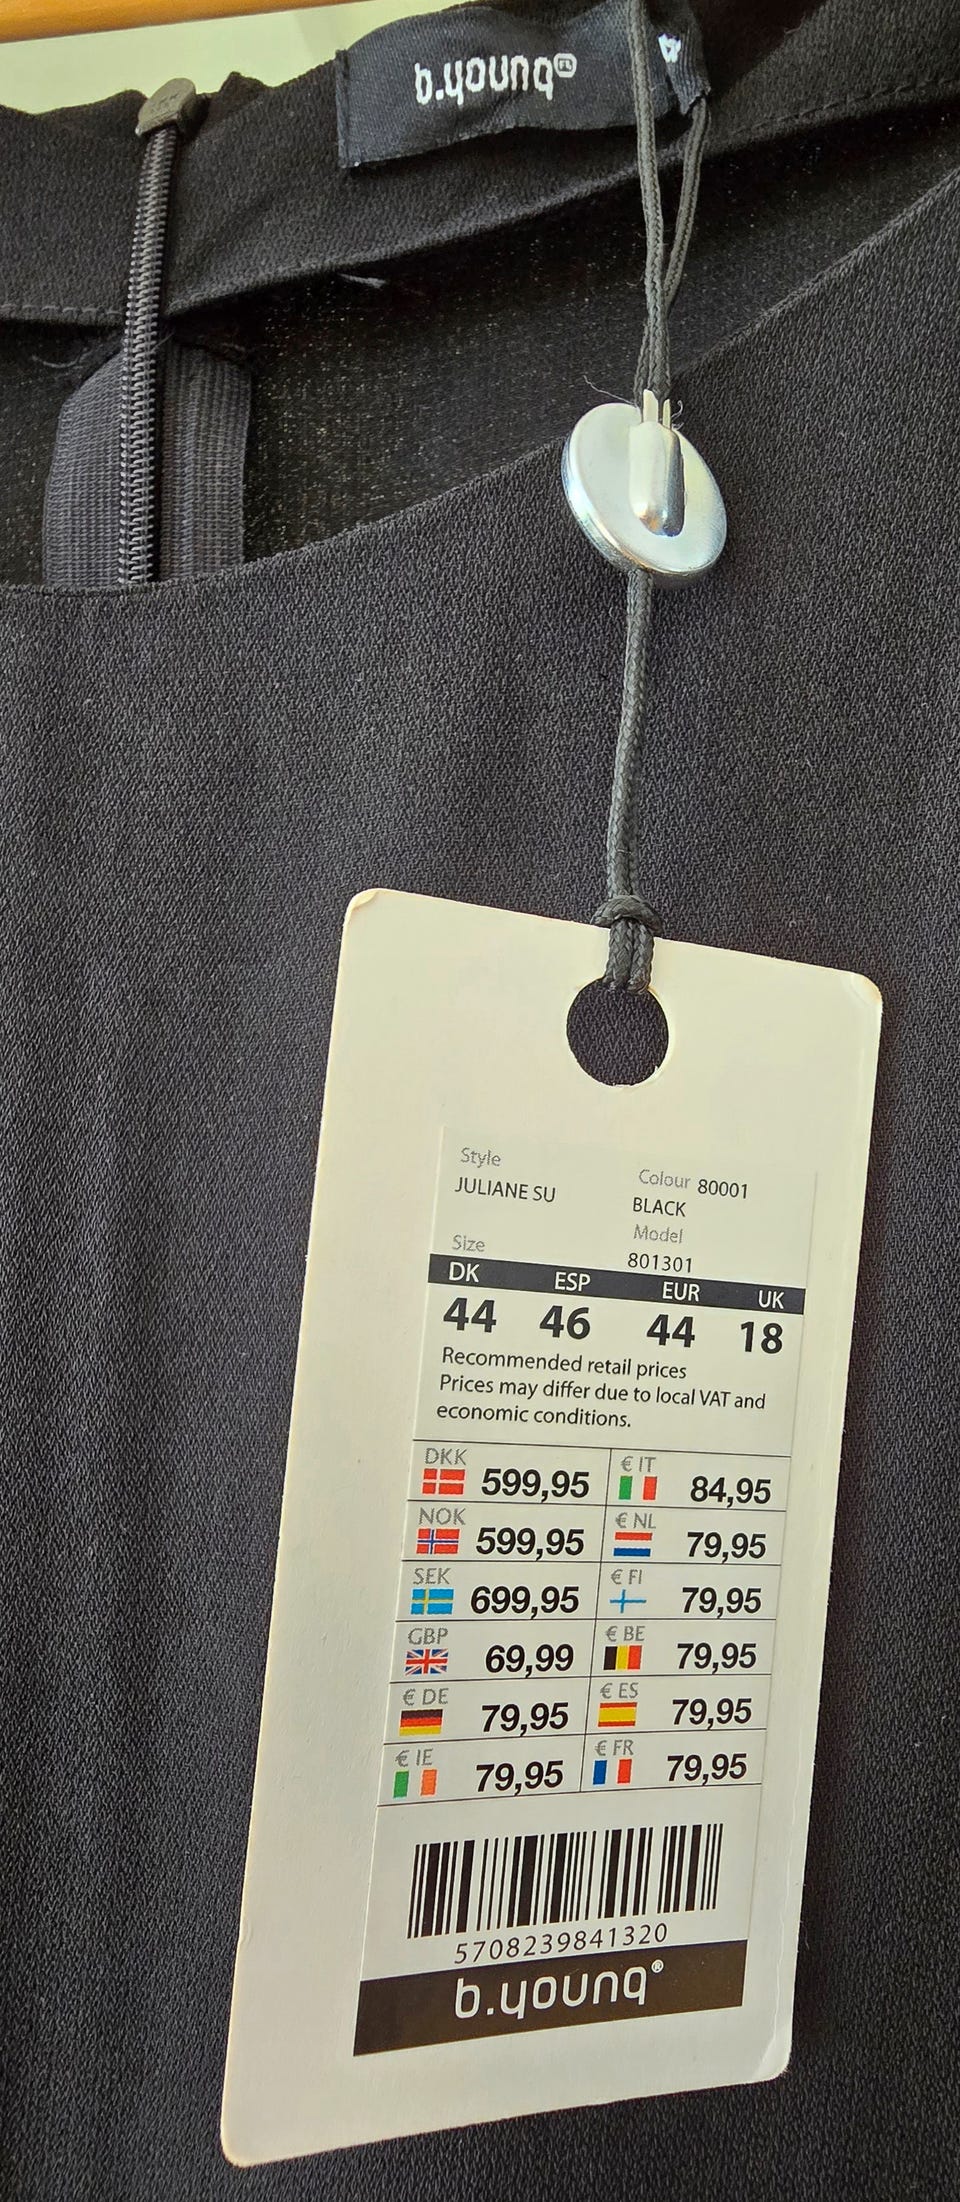 b.young
44
Style
Colour 80001
JULIANE SU
BLACK
Model
Size
801301
DK ESP EUR UK
44 46 44 18
Recommended retail prices
Prices may differ due to local VAT and
economic conditions.
DKK 599,95 € IT 84,95
NOK 599,95 € NL 79,95
SEK 699,95 € FI 79,95
GBP 69,99 € BE 79,95
€ DE 79,95 € ES 79,95
€ IE 79,95 € FR 79,95
5708239841320
b.young®